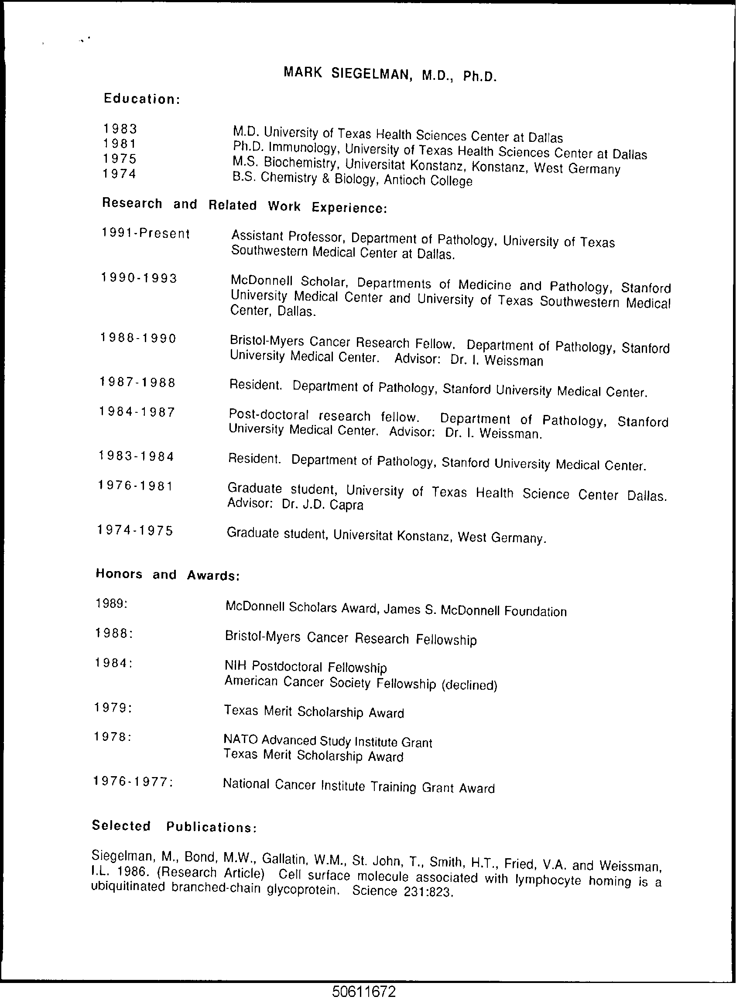 MARK SIEGELMAN, M.D., Ph.D.
Education:
1983 M.D. University of Texas Health Sciences Center at Dallas
1981 Ph.D. Immunology, University of Texas Health Sciences Center at Dallas
1975 M.S. Biochemistry, Universitat Konstanz, Konstanz, West Germany
1974 B.S. Chemistry & Biology, Antioch College
Research and Related Work Experience:
1991-Present Assistant Professor, Department of Pathology, University of Texas
Southwestern Medical Center at Dallas.
1990-1993 McDonnell Scholar, Departments of Medicine and Pathology, Stanford
University Medical Center and University of Texas Southwestern Medical
Center, Dallas.
1988-1990 Bristol-Myers Cancer Research Fellow. Department of Pathology, Stanford
University Medical Center. Advisor: Dr. I. Weissman
1987-1988 Resident. Department of Pathology, Stanford University Medical Center.
1984-1987 Post-doctoral research fellow. Department of Pathology, Stanford
University Medical Center. Advisor: Dr. I. Weissman.
1983-1984 Resident. Department of Pathology, Stanford University Medical Center.
1976-1981 Graduate student, University of Texas Health Science Center Dallas.
Advisor: Dr. J.D. Capra
1974-1975 Graduate student, Universitat Konstanz, West Germany.
Honors and Awards:
1989: McDonnell Scholars Award, James S. McDonnell Foundation
1988: Bristol-Myers Cancer Research Fellowship
1984: NIH Postdoctoral Fellowship
American Cancer Society Fellowship (declined)
1979: Texas Merit Scholarship Award
1978: NATO Advanced Study Institute Grant
Texas Merit Scholarship Award
1976-1977: National Cancer Institute Training Grant Award
Selected Publications:
Siegelman, M., Bond, M.W., Gallatin, W.M., St. John, T., Smith, H.T., Fried, V.A. and Weissman,
I.L. 1986. (Research Article) Cell surface molecule associated with lymphocyte homing is a
ubiquitinated branched-chain glycoprotein. Science 231:823.
50611672